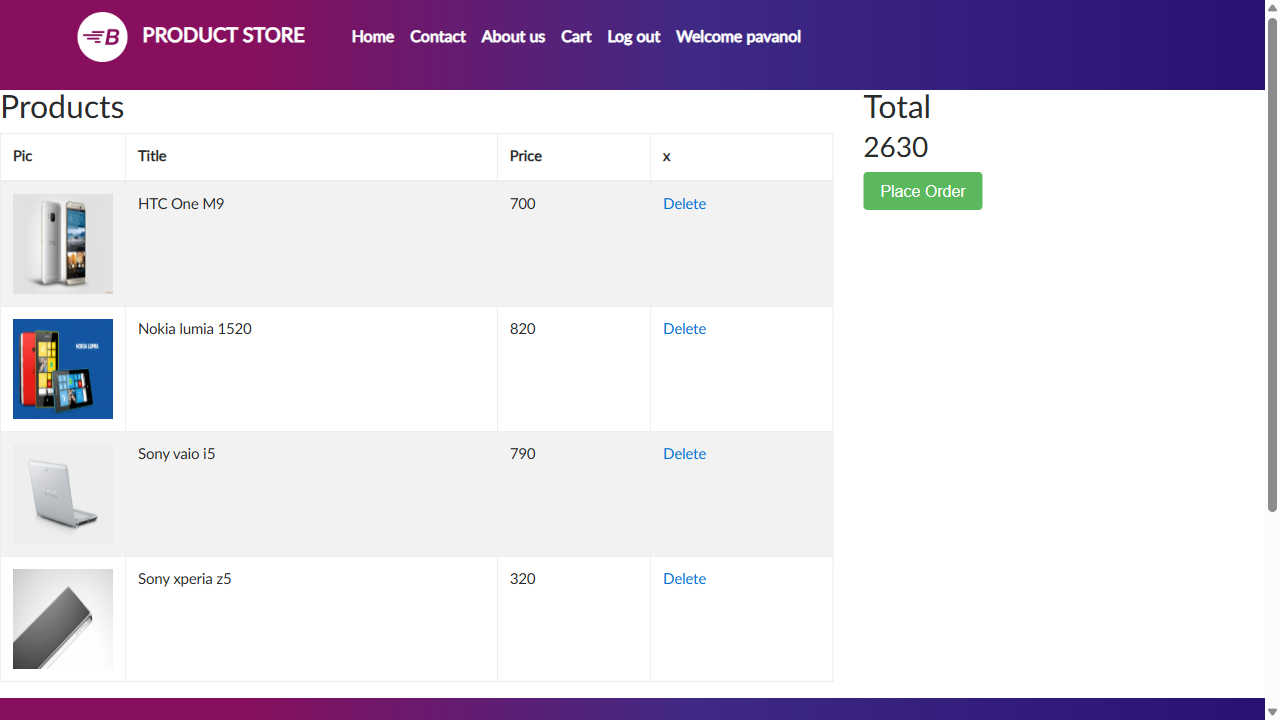 B PRODUCT STORE Home Contact About us Cart Log out Welcome pavanol
Products
Pic Title Price x
HTC One M9 700 Delete
NOKIA LUMIA
Nokia lumia 1520 820 Delete
Sony vaio i5 790 Delete
Sony xperia z5 320 Delete
Total
2630
Place Order